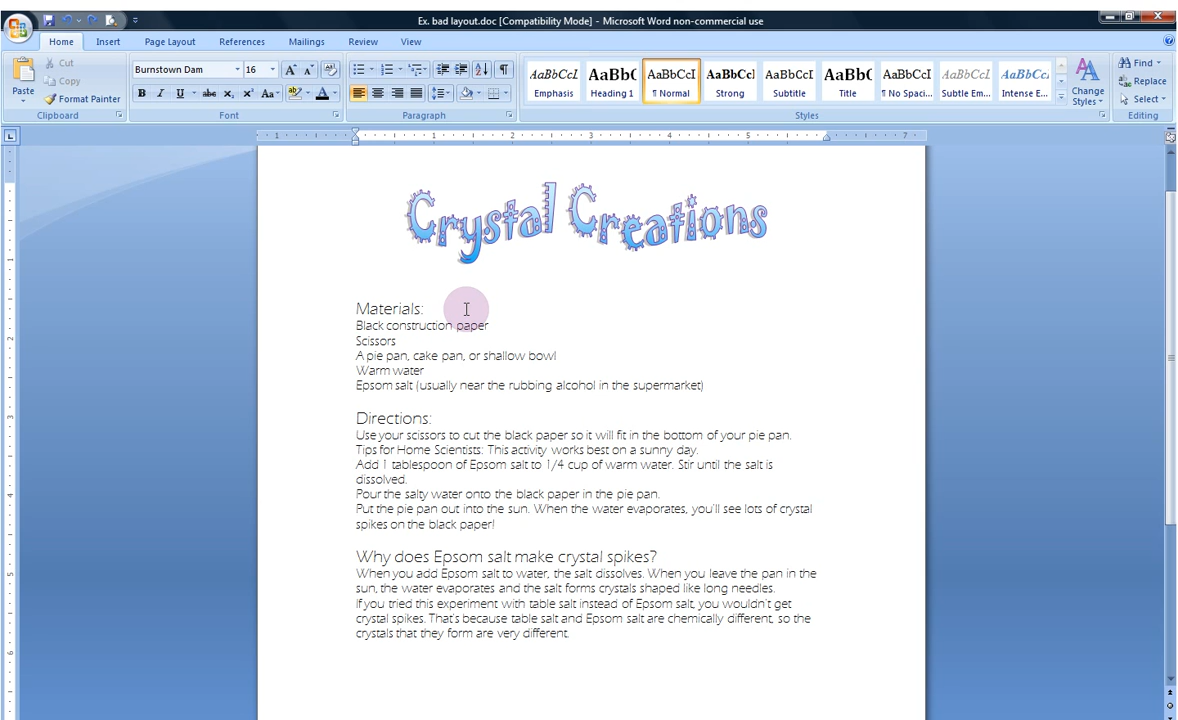 Ex. bad layout.doc [Compatibility Mode] - Microsoft Word non-commercial use
Home Insert Page Layout References Mailings Review View
Paste
Cut
Copy
Format Painter
Clipboard
Burnstown Dam 16
Font
Paragraph
AaBbCcL AaBb( AaBbCcI AaBbCcl AaBbCcI AaBb( AaBbCcI AaBbCcL AaBbCc.
Emphasis Heading 1 ¶ Normal Strong Subtitle Title ¶ No Spaci... Subtle Em... Intense E...
Change Styles
Styles
Find
Replace
Select
Editing
Crystal Creations
Materials:
Black construction paper
Scissors
A pie pan, cake pan, or shallow bowl
Warm water
Epsom salt (usually near the rubbing alcohol in the supermarket)
Directions:
Use your scissors to cut the black paper so it will fit in the bottom of your pie pan.
Tips for Home Scientists: This activity works best on a sunny day.
Add 1 tablespoon of Epsom salt to 1/4 cup of warm water. Stir until the salt is
dissolved.
Pour the salty water onto the black paper in the pie pan.
Put the pie pan out into the sun. When the water evaporates, you'll see lots of crystal
spikes on the black paper!
Why does Epsom salt make crystal spikes?
When you add Epsom salt to water, the salt dissolves. When you leave the pan in the
sun, the water evaporates and the salt forms crystals shaped like long needles.
If you tried this experiment with table salt instead of Epsom salt, you wouldn't get
crystal spikes. That's because table salt and Epsom salt are chemically different, so the
crystals that they form are very different.